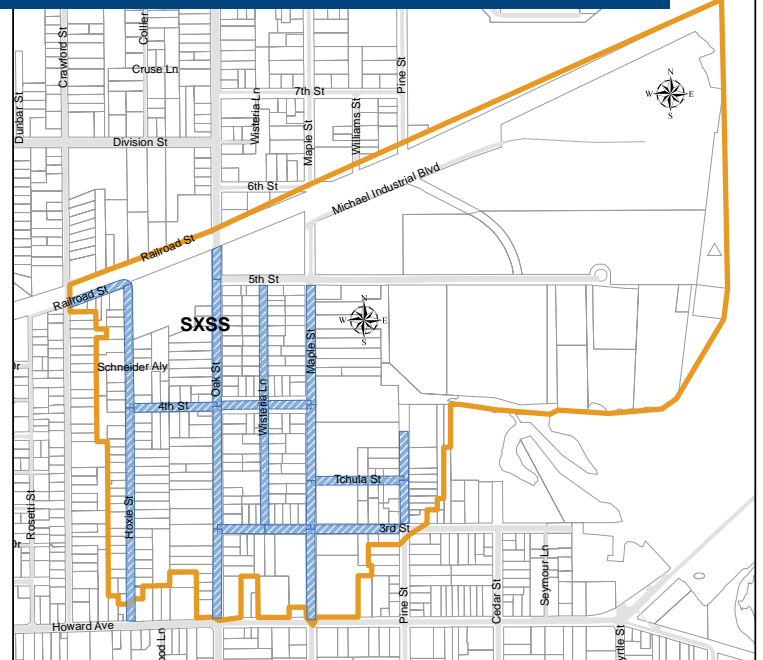 Crawford St
Collier
Cruse Ln
Pine St
Dunbar St
Wisteria Ln
7th St
Maple St
Williams St
Division St
6th St
Michael Industrial Blvd
N
W E
S
Railroad St
5th St
Railroad St
SXSS
N
W E
S
Schneider Aly
Oak St
Maple St
4th St
Wisteria Ln
Tchula St
Rosetti St
Hoxie St
3rd St
Seymour Ln
Pine St
Cedar St
Howard Ave